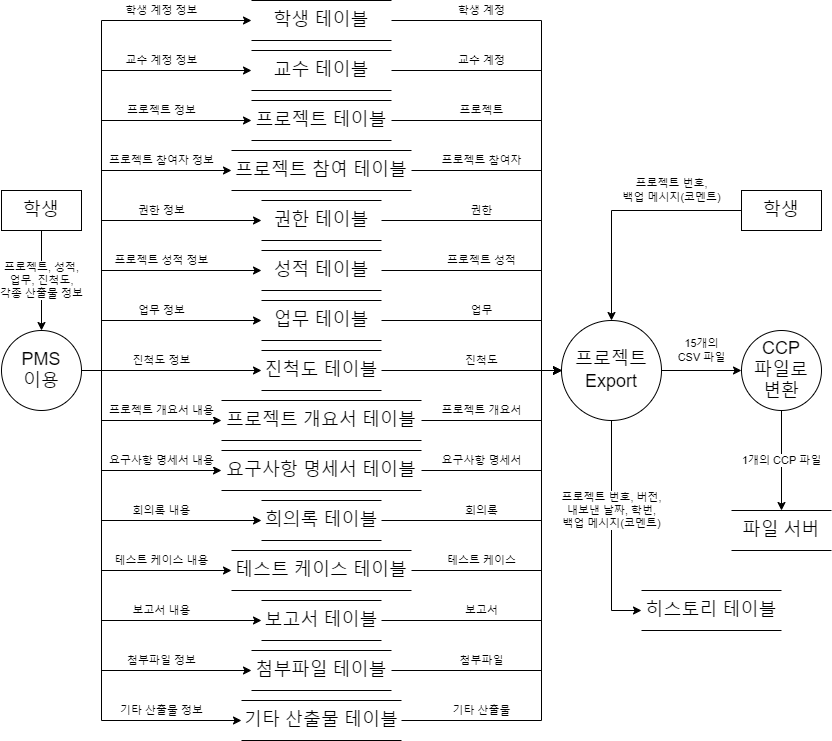 학생 계정 정보
학생 테이블
학생 계정
교수 계정 정보
교수 테이블
교수 계정
프로젝트 정보
프로젝트 테이블
프로젝트
프로젝트 참여자 정보
프로젝트 참여 테이블
프로젝트 참여자
권한 정보
권한 테이블
권한
프로젝트 성적 정보
성적 테이블
프로젝트 성적
업무 정보
업무 테이블
업무
진척도 정보
진척도 테이블
진척도
프로젝트 개요서 내용
프로젝트 개요서 테이블
프로젝트 개요서
요구사항 명세서 내용
요구사항 명세서 테이블
요구사항 명세서
회의록 내용
회의록 테이블
회의록
테스트 케이스 내용
테스트 케이스 테이블
테스트 케이스
보고서 내용
보고서 테이블
보고서
첨부파일 정보
첨부파일 테이블
첨부파일
기타 산출물 정보
기타 산출물 테이블
기타 산출물
학생
프로젝트, 성적,
업무, 진척도,
각종 산출물 정보
PMS
이용
학생
프로젝트 번호,
백업 메시지(코멘트)
프로젝트
Export
15개의
CSV 파일
CCP
파일로
변환
1개의 CCP 파일
파일 서버
프로젝트 번호, 버전,
내보낸 날짜, 학번,
백업 메시지(코멘트)
히스토리 테이블